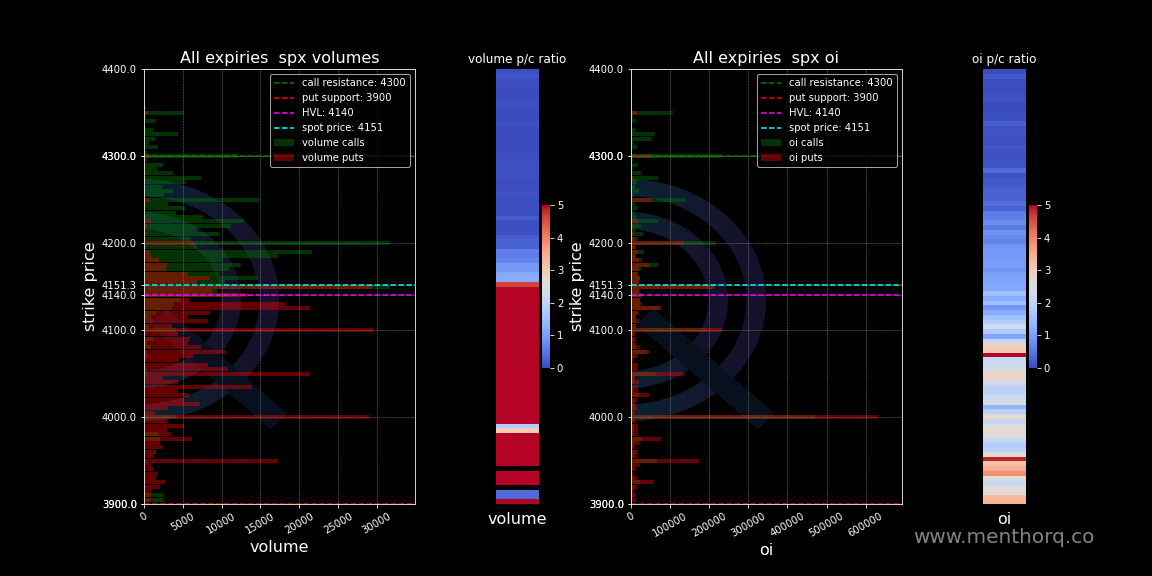 All expiries spx volumes
volume p/c ratio
All expiries spx oi
oi p/c ratio
strike price
4400.0
4300.0
4200.0
4151.3
4140.0
4100.0
4000.0
3900.0
call resistance: 4300
put support: 3900
HVL: 4140
spot price: 4151
volume calls
volume puts
0
5000
10000
15000
20000
25000
30000
volume
5
4
3
2
1
0
volume
strike price
4400.0
4300.0
4200.0
4151.3
4140.0
4100.0
4000.0
3900.0
call resistance: 4300
put support: 3900
HVL: 4140
spot price: 4151
oi calls
oi puts
0
100000
200000
300000
400000
500000
600000
oi
5
4
3
2
1
0
oi
www.menthorq.co